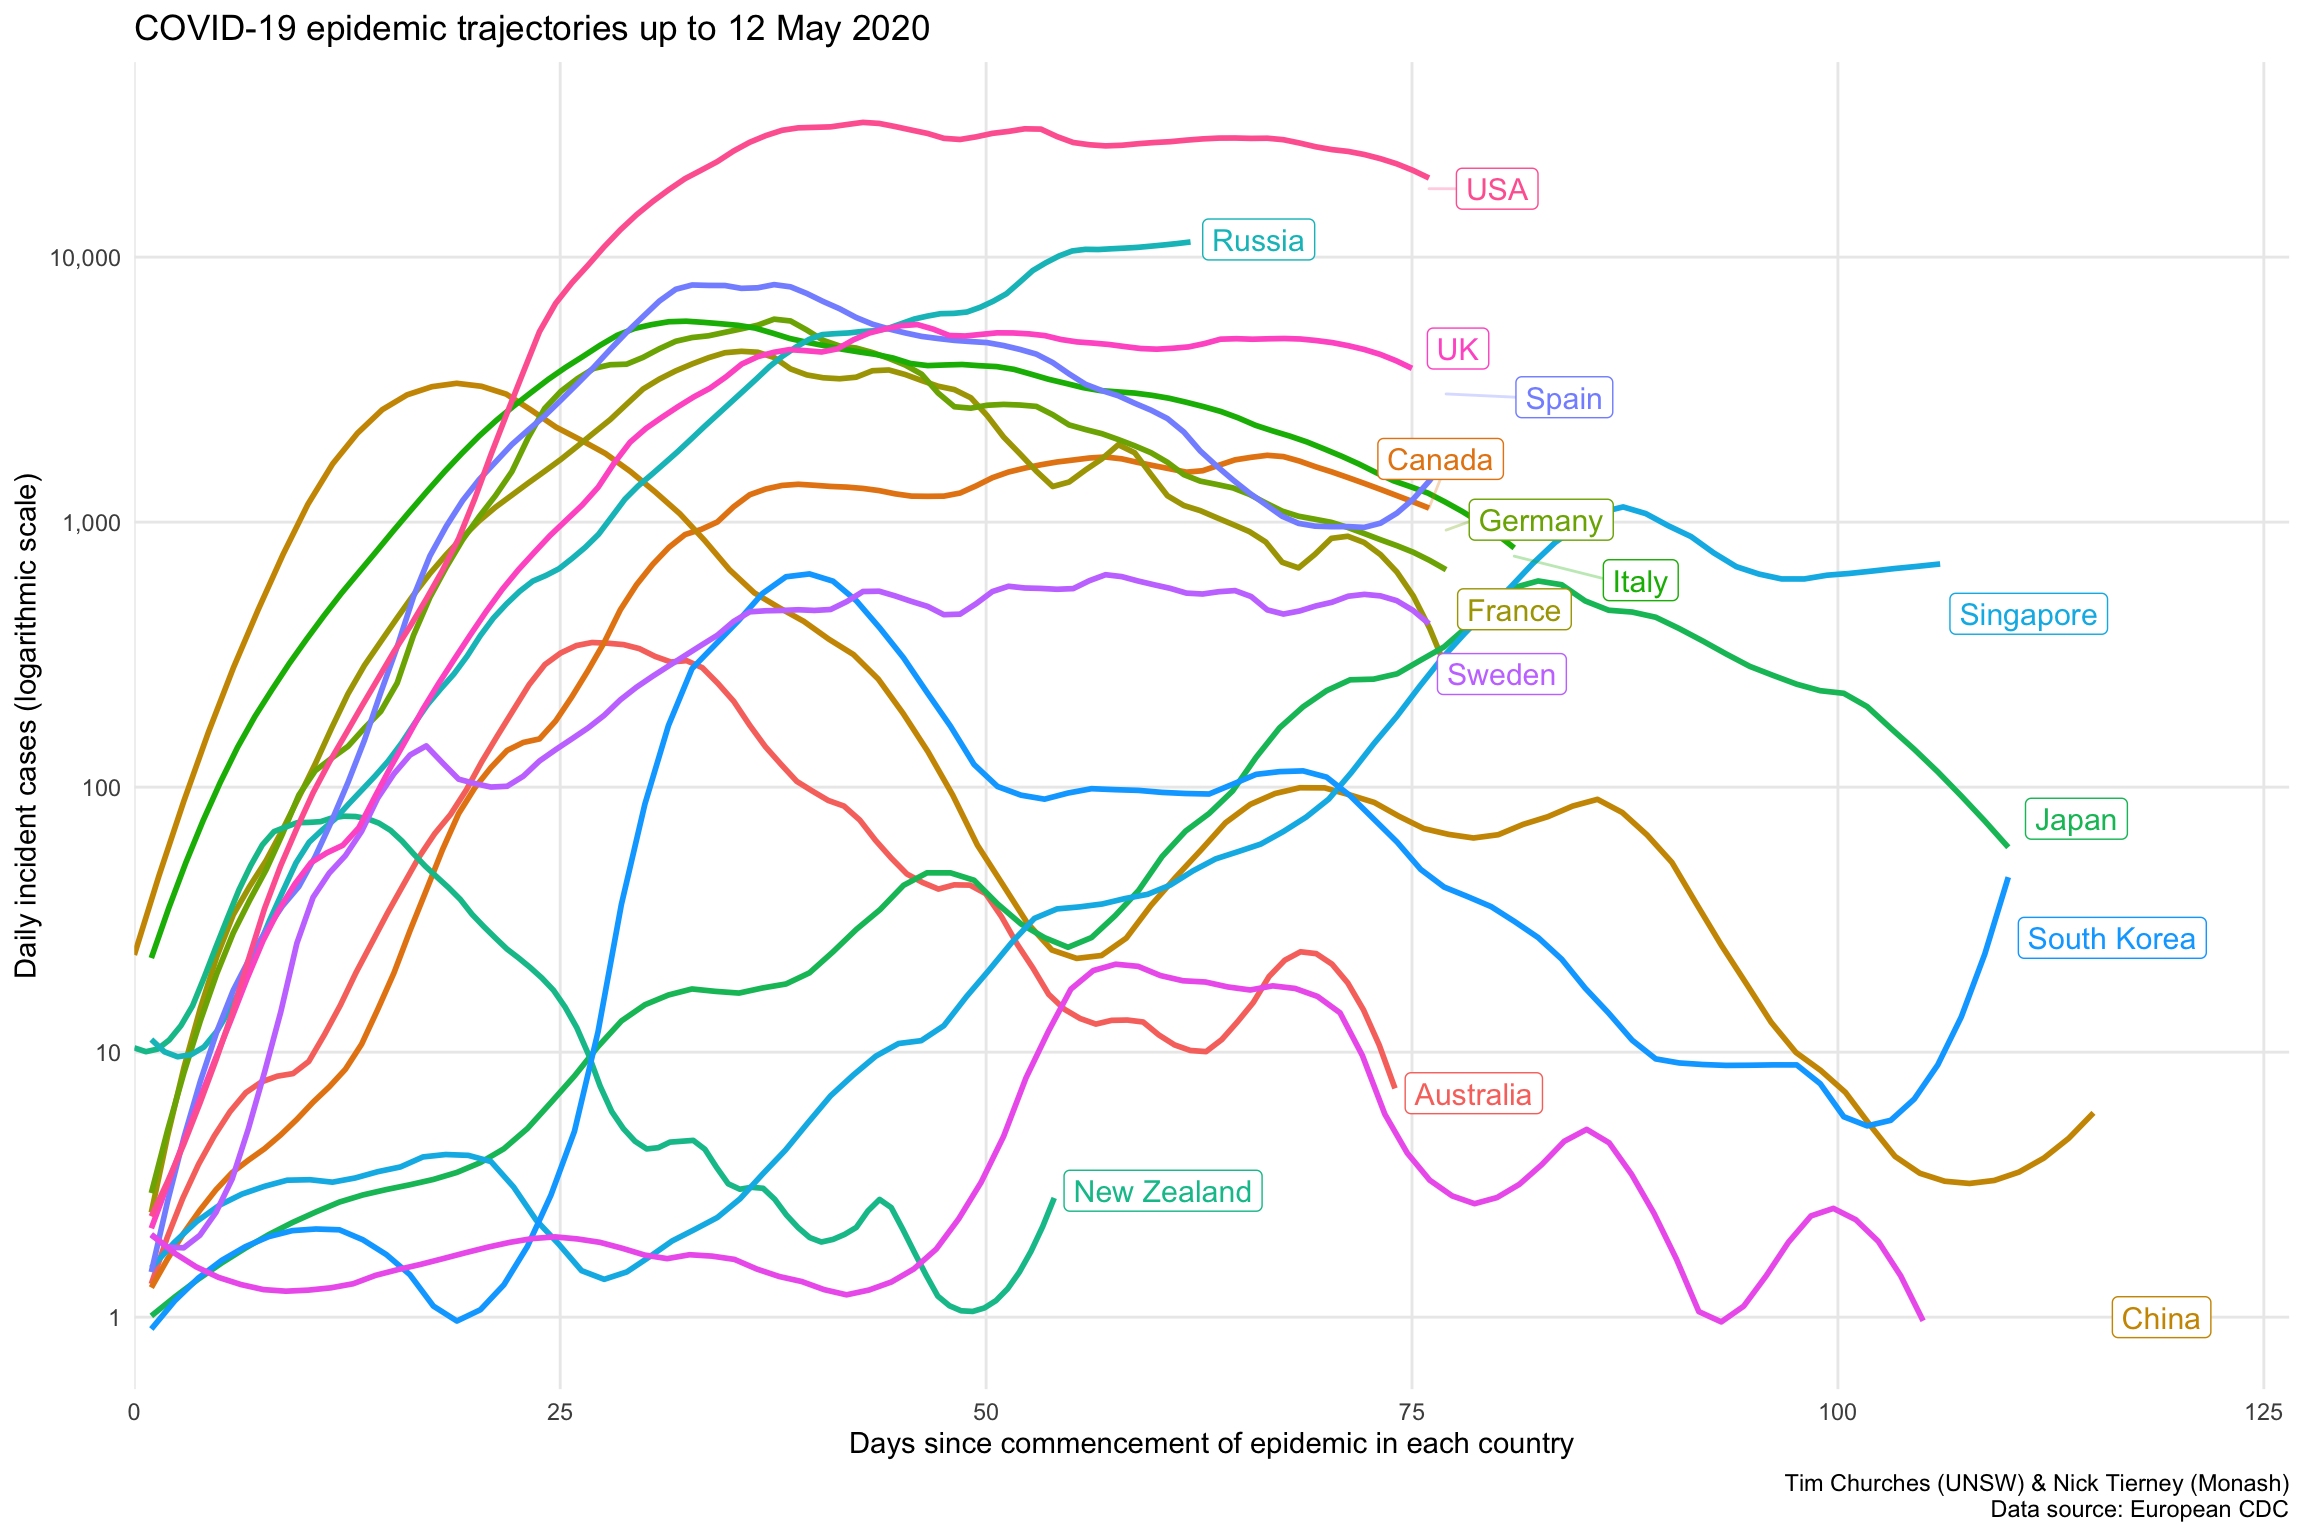 COVID-19 epidemic trajectories up to 12 May 2020
USA
10,000
Russia
UK
Spain
Canada
1,000
Germany
Italy
France
Singapore
Sweden
100
Japan
South Korea
10
Australia
New Zealand
1
China
0
25
50
75
100
125
Daily incident cases (logarithmic scale)
Days since commencement of epidemic in each country
Tim Churches (UNSW) & Nick Tierney (Monash)
Data source: European CDC